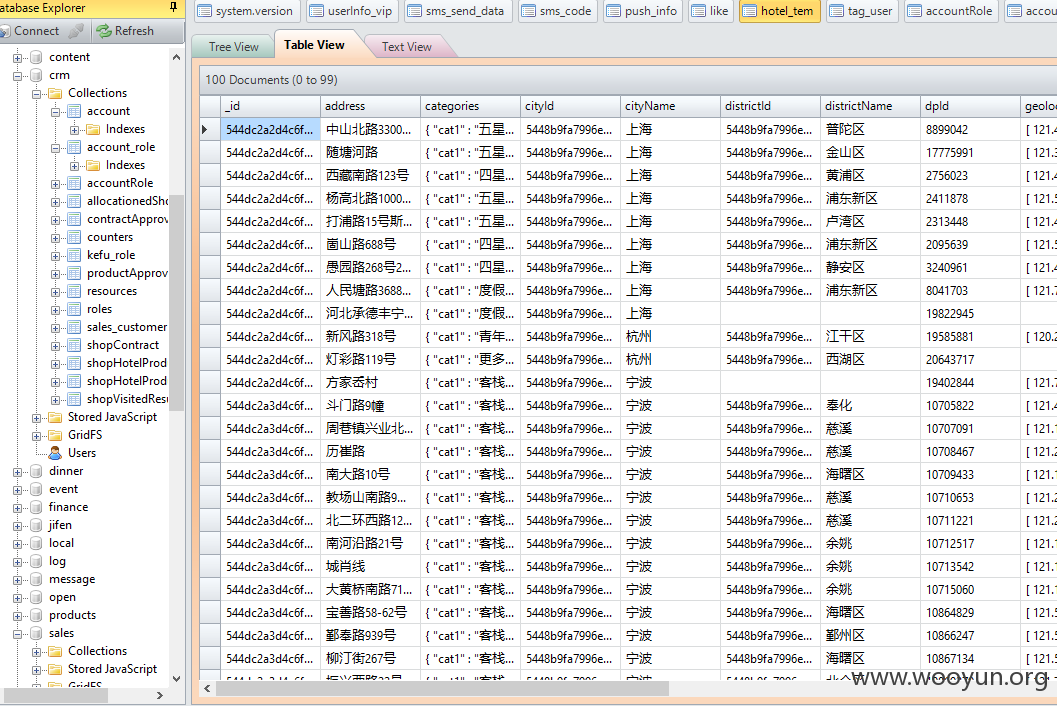 atabase Explorer
Connect
Refresh
content
crm
Collections
account
Indexes
account_role
Indexes
accountRole
allocationedSho
contractApprov
counters
kefu_role
productApprov
resources
roles
sales_customer
shopContract
shopHotelProd
shopHotelProd
shopVisitedResu
Stored JavaScript
GridFS
Users
dinner
event
finance
jifen
local
log
message
open
products
sales
Collections
Stored JavaScript
GridFS
system.version userInfo_vip sms_send_data sms_code push_info like hotel_tem tag_user accountRole accou
Tree View Table View Text View
100 Documents (0 to 99)
_id address categories cityId cityName districtId districtName dpId geoloc
544dc2a2d4c6f... 中山北路3300... { "cat1" : "五星... 5448b9fa7996e... 上海 5448b9fa7996e... 普陀区 8899042 [ 121.4
544dc2a2d4c6f... 随塘河路 { "cat1" : "五星... 5448b9fa7996e... 上海 5448b9fa7996e... 金山区 17775991 [ 121.3
544dc2a2d4c6f... 西藏南路123号 { "cat1" : "四星... 5448b9fa7996e... 上海 5448b9fa7996e... 黄浦区 2756023 [ 121.4
544dc2a2d4c6f... 杨高北路1000... { "cat1" : "五星... 5448b9fa7996e... 上海 5448b9fa7996e... 浦东新区 2411878 [ 121.5
544dc2a2d4c6f... 打浦路15号斯... { "cat1" : "五星... 5448b9fa7996e... 上海 5448b9fa7996e... 卢湾区 2313448 [ 121.4
544dc2a2d4c6f... 崮山路688号 { "cat1" : "四星... 5448b9fa7996e... 上海 5448b9fa7996e... 浦东新区 2095639 [ 121.5
544dc2a2d4c6f... 愚园路268号2... { "cat1" : "四星... 5448b9fa7996e... 上海 5448b9fa7996e... 静安区 3240961 [ 121.4
544dc2a2d4c6f... 人民塘路3688... { "cat1" : "度假... 5448b9fa7996e... 上海 5448b9fa7996e... 浦东新区 8041703 [ 121.7
544dc2a2d4c6f... 河北承德丰宁... { "cat1" : "度假... 5448b9fa7996e... 上海 19822945
544dc2a2d4c6f... 新风路318号 { "cat1" : "青年... 5448b9fa7996e... 杭州 5448b9fa7996e... 江干区 19585881 [ 120.2
544dc2a2d4c6f... 灯彩路119号 { "cat1" : "更多... 5448b9fa7996e... 杭州 5448b9fa7996e... 西湖区 20643717
544dc2a2d4c6f... 方家岙村 { "cat1" : "客栈... 5448b9fa7996e... 宁波 19402844 [ 121.7
544dc2a3d4c6f... 斗门路9幢 { "cat1" : "客栈... 5448b9fa7996e... 宁波 5448b9fa7996e... 奉化 10705822 [ 121.4
544dc2a3d4c6f... 周巷镇兴业北... { "cat1" : "客栈... 5448b9fa7996e... 宁波 5448b9fa7996e... 慈溪 10707091 [ 121.1
544dc2a3d4c6f... 历崔路 { "cat1" : "客栈... 5448b9fa7996e... 宁波 5448b9fa7996e... 慈溪 10708467 [ 121.2
544dc2a3d4c6f... 南大路10号 { "cat1" : "客栈... 5448b9fa7996e... 宁波 5448b9fa7996e... 海曙区 10709433 [ 121.1
544dc2a3d4c6f... 教场山南路9... { "cat1" : "客栈... 5448b9fa7996e... 宁波 5448b9fa7996e... 慈溪 10710653 [ 121.2
544dc2a3d4c6f... 北二环西路12... { "cat1" : "客栈... 5448b9fa7996e... 宁波 5448b9fa7996e... 慈溪 10711221 [ 121.2
544dc2a3d4c6f... 南河沿路21号 { "cat1" : "客栈... 5448b9fa7996e... 宁波 5448b9fa7996e... 余姚 10712517 [ 121.1
544dc2a3d4c6f... 城肖线 { "cat1" : "客栈... 5448b9fa7996e... 宁波 5448b9fa7996e... 余姚 10713542 [ 121.1
544dc2a3d4c6f... 大黄桥南路71... { "cat1" : "客栈... 5448b9fa7996e... 宁波 5448b9fa7996e... 余姚 10715060 [ 121.1
544dc2a3d4c6f... 宝善路58-62号 { "cat1" : "客栈... 5448b9fa7996e... 宁波 5448b9fa7996e... 海曙区 10864829 [ 121.5
544dc2a3d4c6f... 鄞奉路939号 { "cat1" : "客栈... 5448b9fa7996e... 宁波 5448b9fa7996e... 鄞州区 10866247 [ 121.5
544dc2a3d4c6f... 柳汀街267号 { "cat1" : "客栈... 5448b9fa7996e... 宁波 5448b9fa7996e... 海曙区 10867134 [ 121.5
www.wooyun.org